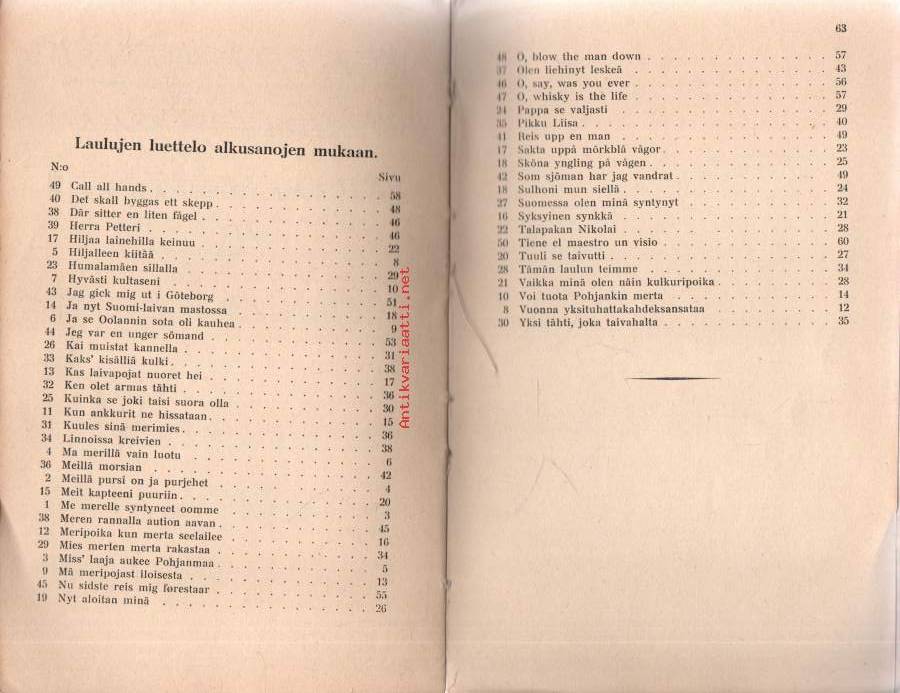 Laulujen luettelo alkusanojen mukaan.
N:o Sivu
49 Call all hands 58
40 Det skall byggas ett skepp 48
38 Där sitter en liten fågel 46
39 Herra Petteri 46
17 Hiljaa lainehilla keinuu 22
5 Hiljalleen kiitää 8
23 Humalamäen sillalla 29
7 Hyvästi kultaseni 10
43 Jag gick mig ut i Göteborg 51
14 Ja nyt Suomi-laivan mastossa 18
6 Ja se Oolannin sota oli kauhea 9
44 Jeg var en unger sömand 53
26 Kai muistat kannella 31
33 Kaks' kisälliä kulki 38
13 Kas laivapojat nuoret hei 17
32 Ken olet armas tähti 36
25 Kuinka se joki taisi suora olla 30
11 Kun ankkurit ne hissataan 15
31 Kuules sinä merimies 36
34 Linnoissa kreivien 38
4 Ma merillä vain luotu 6
36 Meillä morsian 42
2 Meillä pursi on ja purjehet 4
15 Meit kapteeni puuriin 20
1 Me merelle syntyneet oomme 3
38 Meren rannalla aution aavan 45
12 Meripoika kun merta seelailee 16
29 Mies merten merta rakastaa 34
3 Miss' laaja aukee Pohjanmaa 5
9 Mä meripojast iloisesta 13
45 Nu sidste reis mig førestaar 55
19 Nyt aloitan minä 26
Antikvariaatti.net
63
48 O, blow the man down 57
37 Olen liehinyt leskeä 43
46 O, say, was you ever 56
47 O, whisky is the life 57
24 Pappa se valjasti 29
35 Pikku Liisa 40
41 Reis upp en man 49
17 Sakta uppå mörkblå vågor 23
18 Sköna yngling på vågen 25
42 Som sjöman har jag vandrat 49
18 Sulhoni mun siellä 24
27 Suomessa olen minä syntynyt 32
16 Syksyinen synkkä 21
22 Talapakan Nikolai 28
50 Tiene el maestro un visio 60
20 Tuuli se taivutti 27
28 Tämän laulun teimme 34
21 Vaikka minä olen näin kulkuripoika 28
10 Voi tuota Pohjankin merta 14
8 Vuonna yksituhattakahdeksansataa 12
30 Yksi tähti, joka taivahalta 35